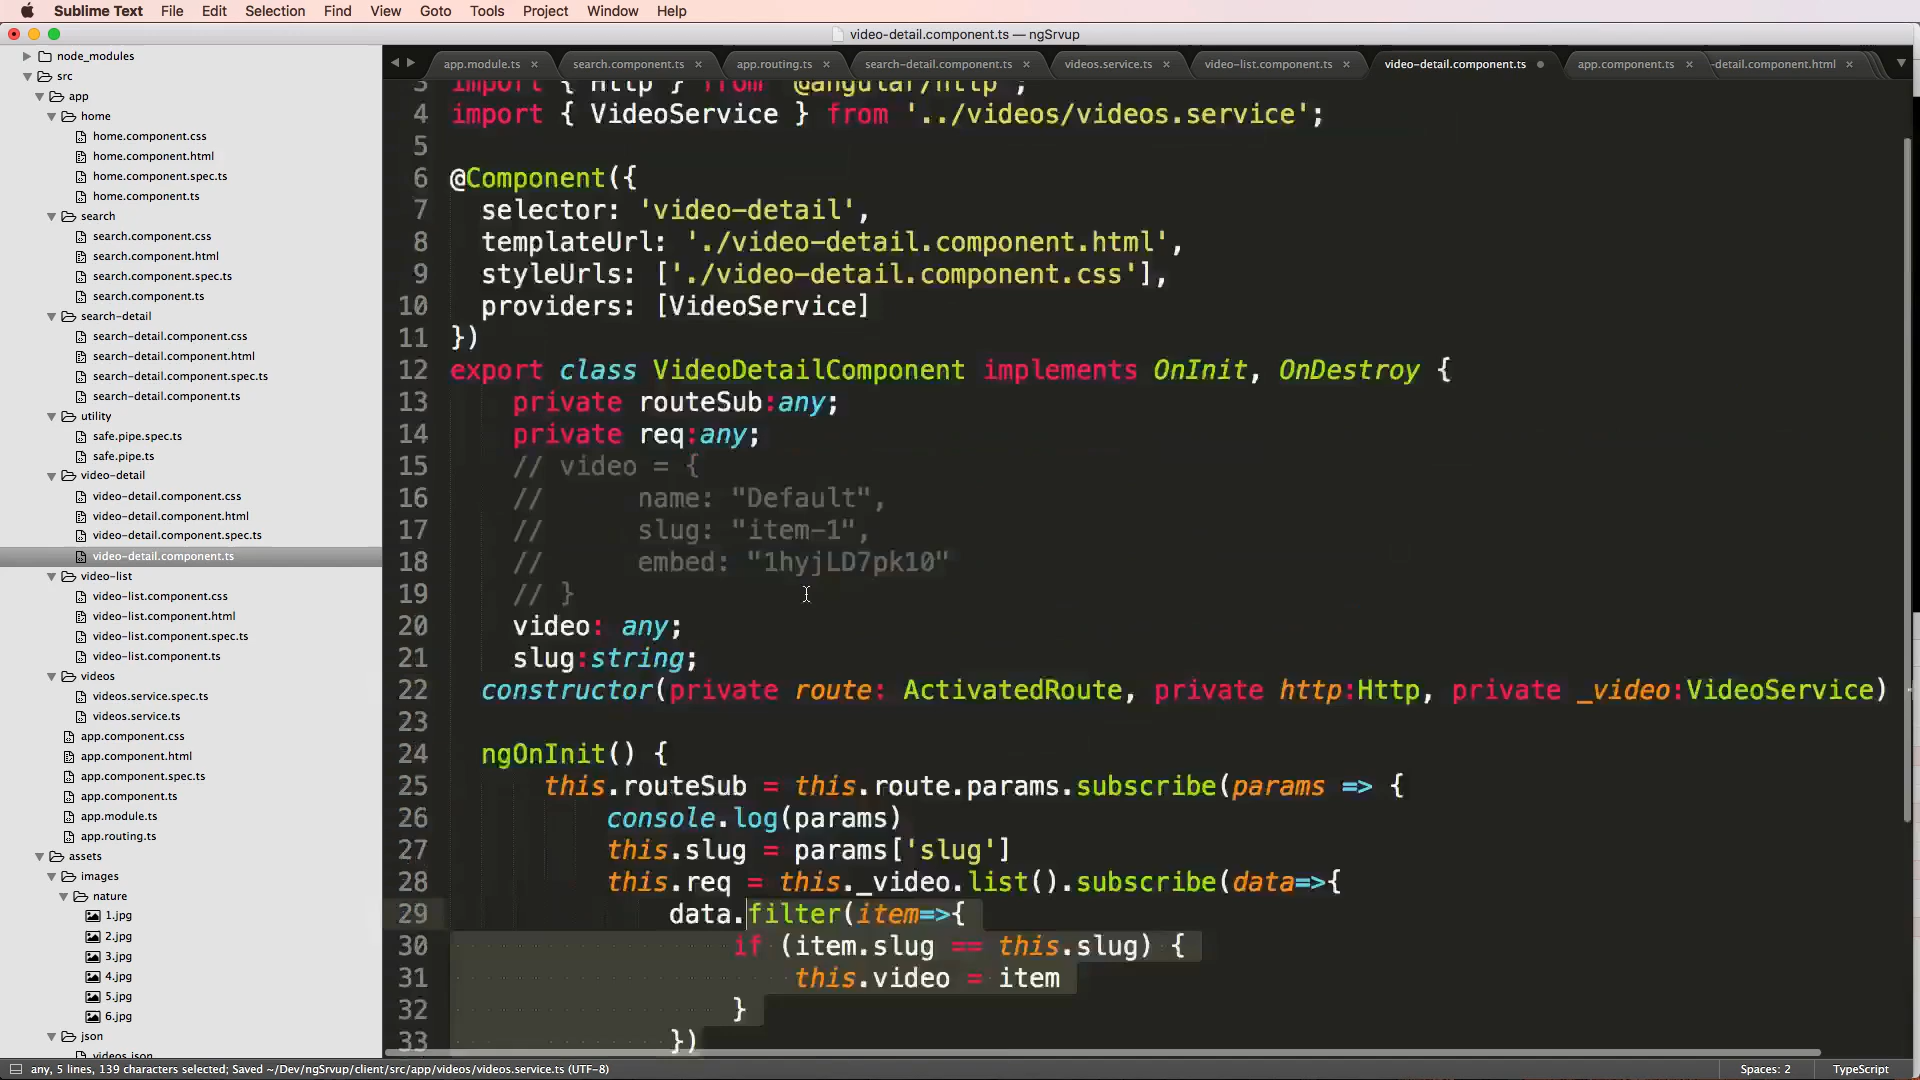 Sublime Text File Edit Selection Find View Goto Tools Project Window Help
video-detail.component.ts — ngSrvup
app.module.ts × search.component.ts × app.routing.ts × search-detail.component.ts × videos.service.ts × video-list.component.ts × video-detail.component.ts app.component.ts × -detail.component.html ×
node_modules
src
app
home
home.component.css
home.component.html
home.component.spec.ts
home.component.ts
search
search.component.css
search.component.html
search.component.spec.ts
search.component.ts
search-detail
search-detail.component.css
search-detail.component.html
search-detail.component.spec.ts
search-detail.component.ts
utility
safe.pipe.spec.ts
safe.pipe.ts
video-detail
video-detail.component.css
video-detail.component.html
video-detail.component.spec.ts
video-detail.component.ts
video-list
video-list.component.css
video-list.component.html
video-list.component.spec.ts
video-list.component.ts
videos
videos.service.spec.ts
videos.service.ts
app.component.css
app.component.html
app.component.spec.ts
app.component.ts
app.module.ts
app.routing.ts
assets
images
nature
1.jpg
2.jpg
3.jpg
4.jpg
5.jpg
6.jpg
json
videos.json
3 import { Http } from '@angular/http';
4 import { VideoService } from '../videos/videos.service';
5
6 @Component({
7 selector: 'video-detail',
8 templateUrl: './video-detail.component.html',
9 styleUrls: ['./video-detail.component.css'],
10 providers: [VideoService]
11 })
12 export class VideoDetailComponent implements OnInit, OnDestroy {
13 private routeSub:any;
14 private req:any;
15 // video = {
16 // name: "Default",
17 // slug: "item-1",
18 // embed: "1hyjLD7pk10"
19 // }
20 video: any;
21 slug:string;
22 constructor(private route: ActivatedRoute, private http:Http, private _video:VideoService)
23
24 ngOnInit() {
25 this.routeSub = this.route.params.subscribe(params => {
26 console.log(params)
27 this.slug = params['slug']
28 this.req = this._video.list().subscribe(data=>{
29 data.filter(item=>{
30 if (item.slug == this.slug) {
31 this.video = item
32 }
33 })
any, 5 lines, 139 characters selected; Saved ~/Dev/ngSrvup/client/src/app/videos/videos.service.ts (UTF-8) Spaces: 2 TypeScript